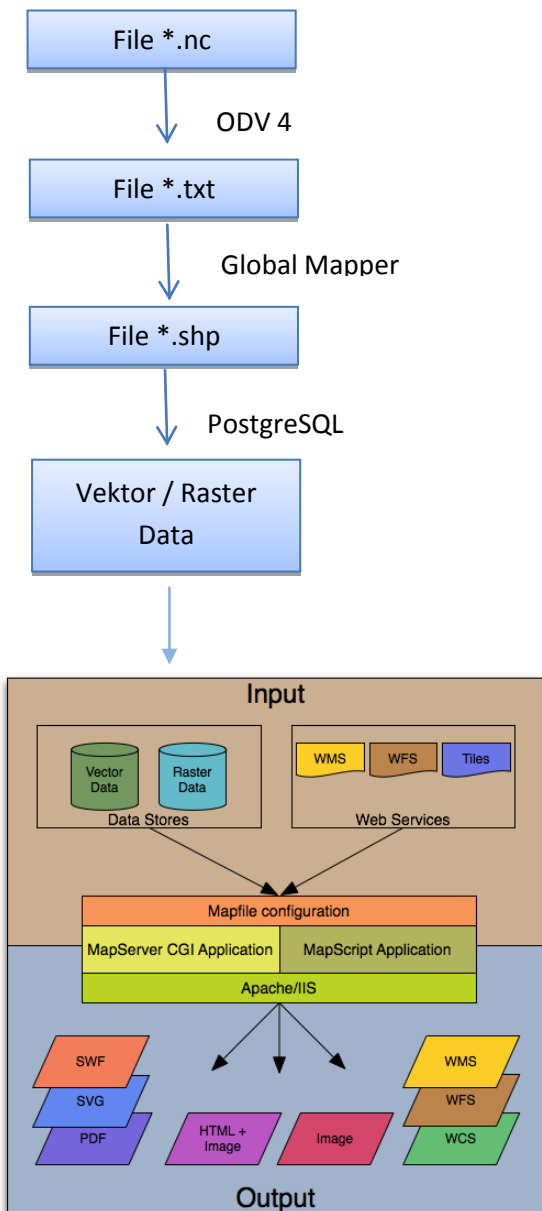 File *.nc
ODV 4
File *.txt
Global Mapper
File *.shp
PostgreSQL
Vektor / Raster
Data
Input
Vector
Data
Raster
Data
Data Stores
WMS
WFS
Tiles
Web Services
Mapfile configuration
MapServer CGI Application
MapScript Application
Apache/IIS
SWF
SVG
PDF
HTML +
Image
Image
WMS
WFS
WCS
Output